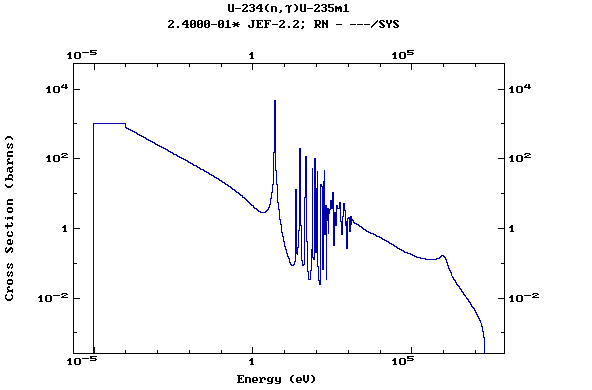 U-234(n,γ)U-235m1
2.4000-01* JEF-2.2; RN - ---/SYS
10⁻⁵ 1 10⁵
10⁴ 10⁴
10² 10²
1 1
10⁻² 10⁻²
10⁻⁵ 1 10⁵
Cross Section (barns)
Energy (eV)